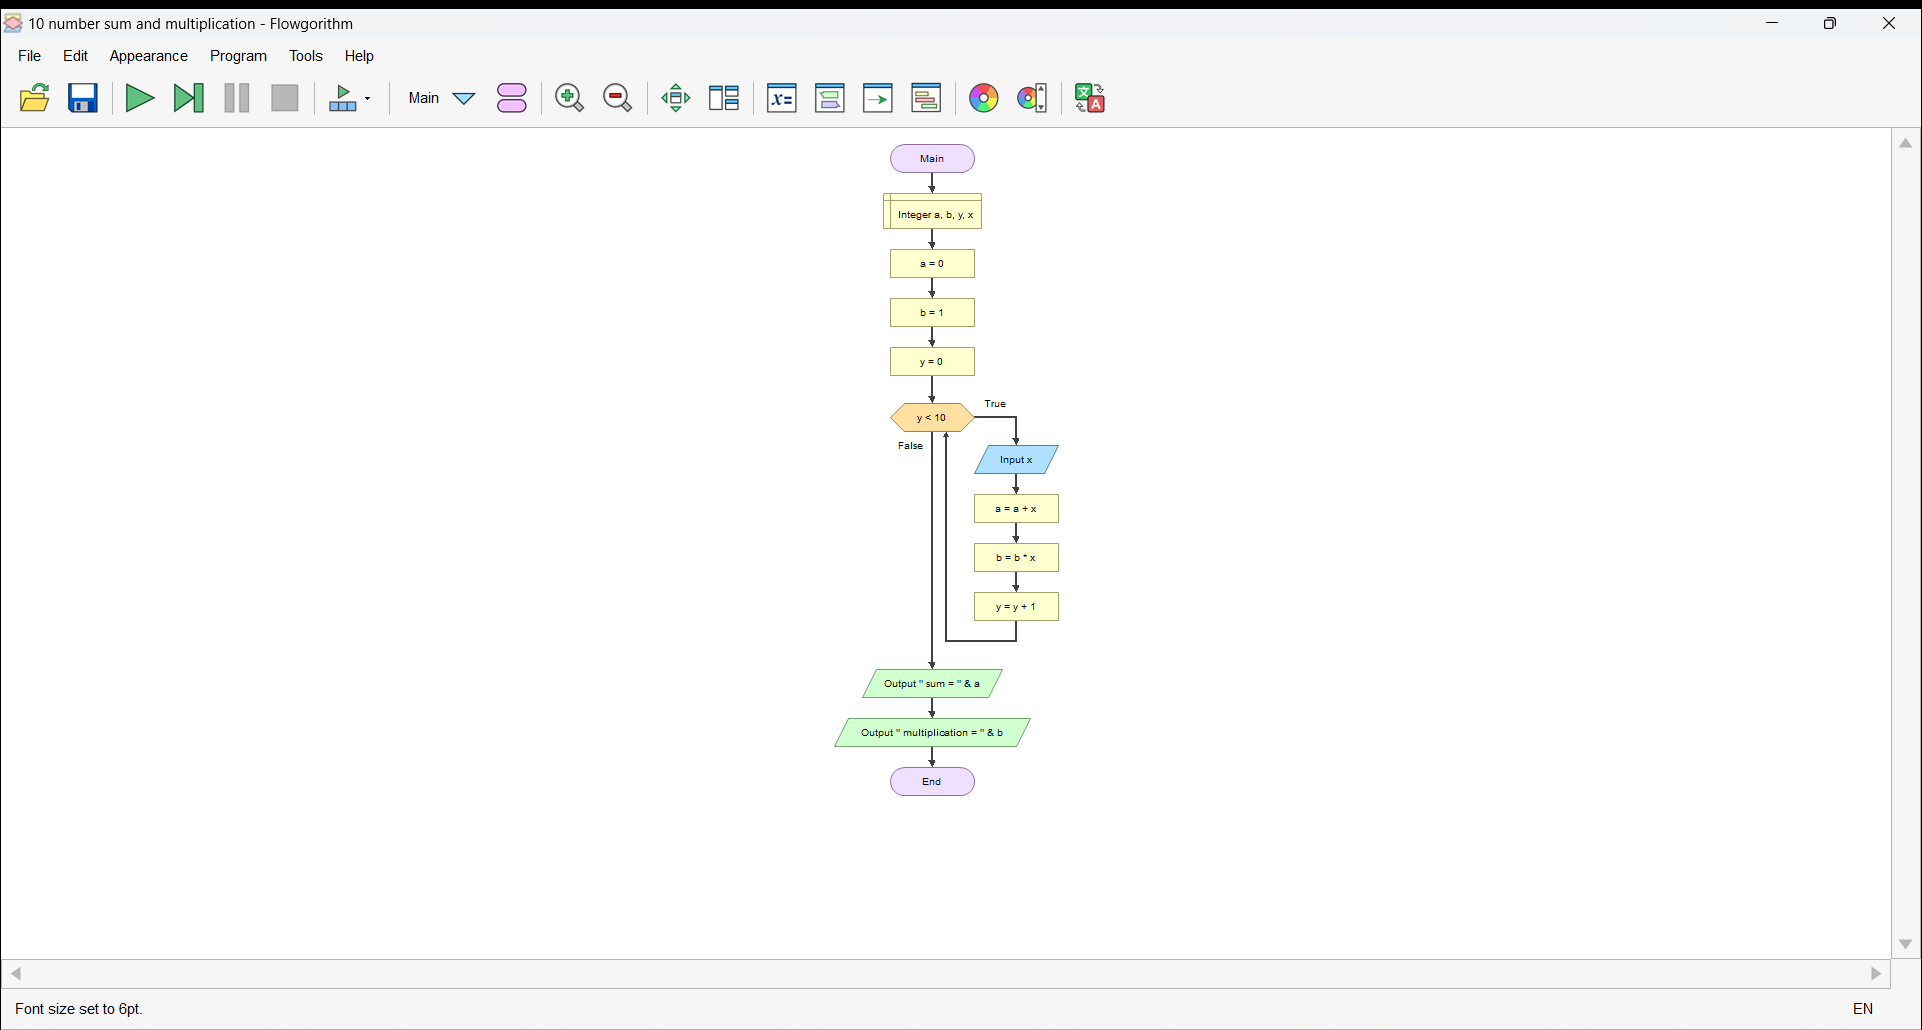 10 number sum and multiplication - Flowgorithm
File Edit Appearance Program Tools Help
Main
x=
文
A
Main
Integer a, b, y, x
a = 0
b = 1
y = 0
y < 10
True
False
Input x
a = a + x
b = b * x
y = y + 1
Output " sum = " & a
Output " multiplication = " & b
End
Font size set to 6pt.
EN